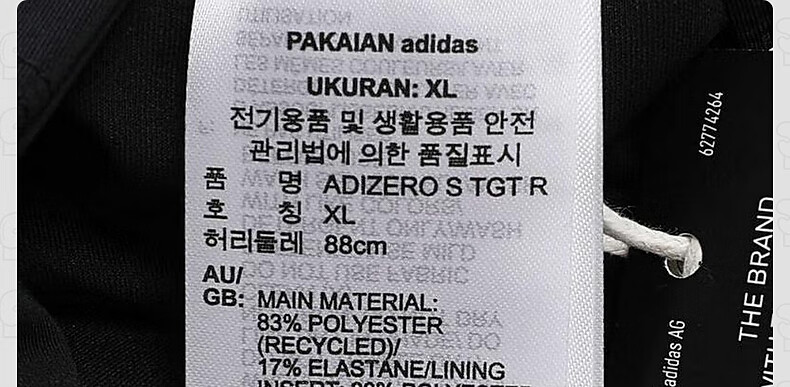 PAKAIAN adidas
UKURAN: XL
전기용품 및 생활용품 안전
관리법에 의한 품질표시
품 명 ADIZERO S TGT R
호 칭 XL
허리둘레 88cm
AU/
GB: MAIN MATERIAL:
83% POLYESTER
(RECYCLED)/
17% ELASTANE/LINING
62774264
THE BRAND
adidas AG